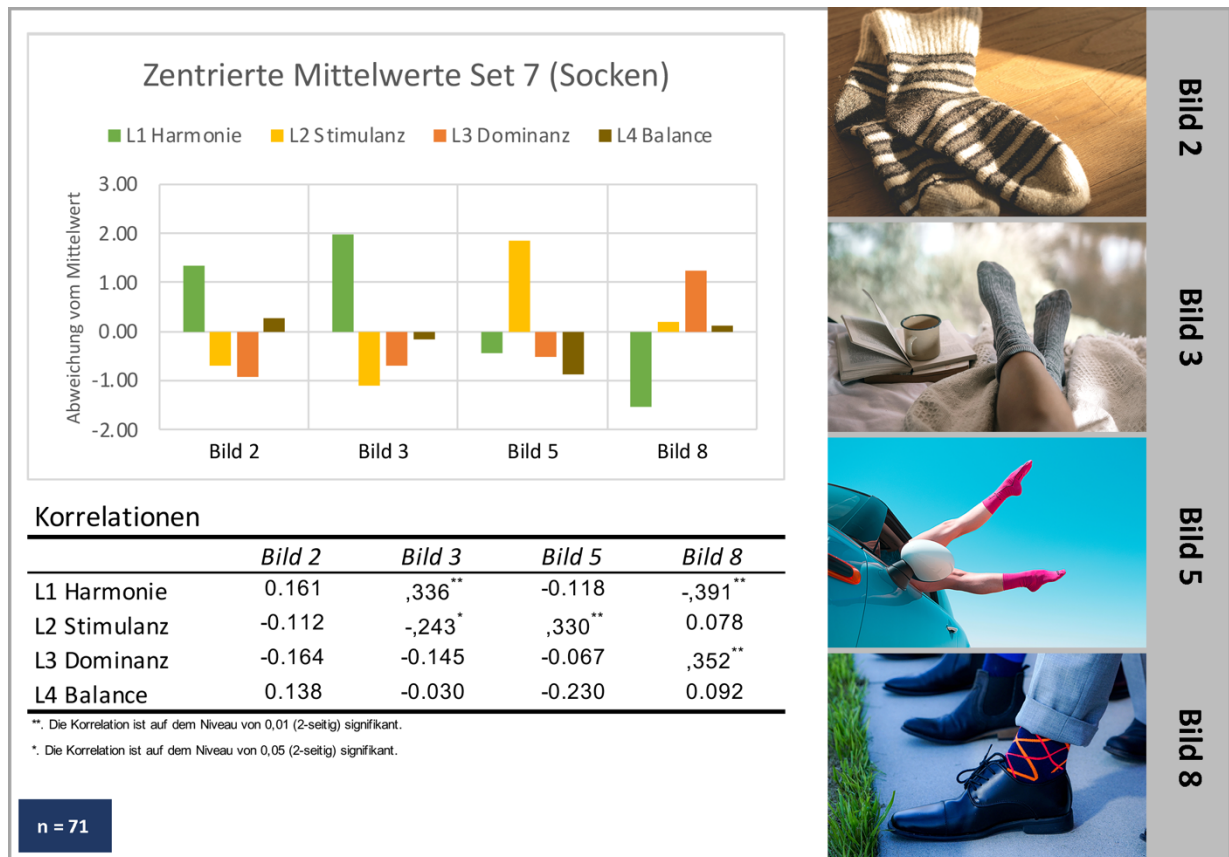 Zentrierte Mittelwerte Set 7 (Socken)
L1 Harmonie L2 Stimulanz L3 Dominanz L4 Balance
Abweichung vom Mittelwert
3.00
2.00
1.00
0.00
-1.00
-2.00
Bild 2 Bild 3 Bild 5 Bild 8
Korrelationen
Bild 2 Bild 3 Bild 5 Bild 8
L1 Harmonie 0.161 ,336** -0.118 -,391**
L2 Stimulanz -0.112 -,243* ,330** 0.078
L3 Dominanz -0.164 -0.145 -0.067 ,352**
L4 Balance 0.138 -0.030 -0.230 0.092
**. Die Korrelation ist auf dem Niveau von 0,01 (2-seitig) signifikant.
*. Die Korrelation ist auf dem Niveau von 0,05 (2-seitig) signifikant.
n = 71
Bild 2
Bild 3
Bild 5
Bild 8